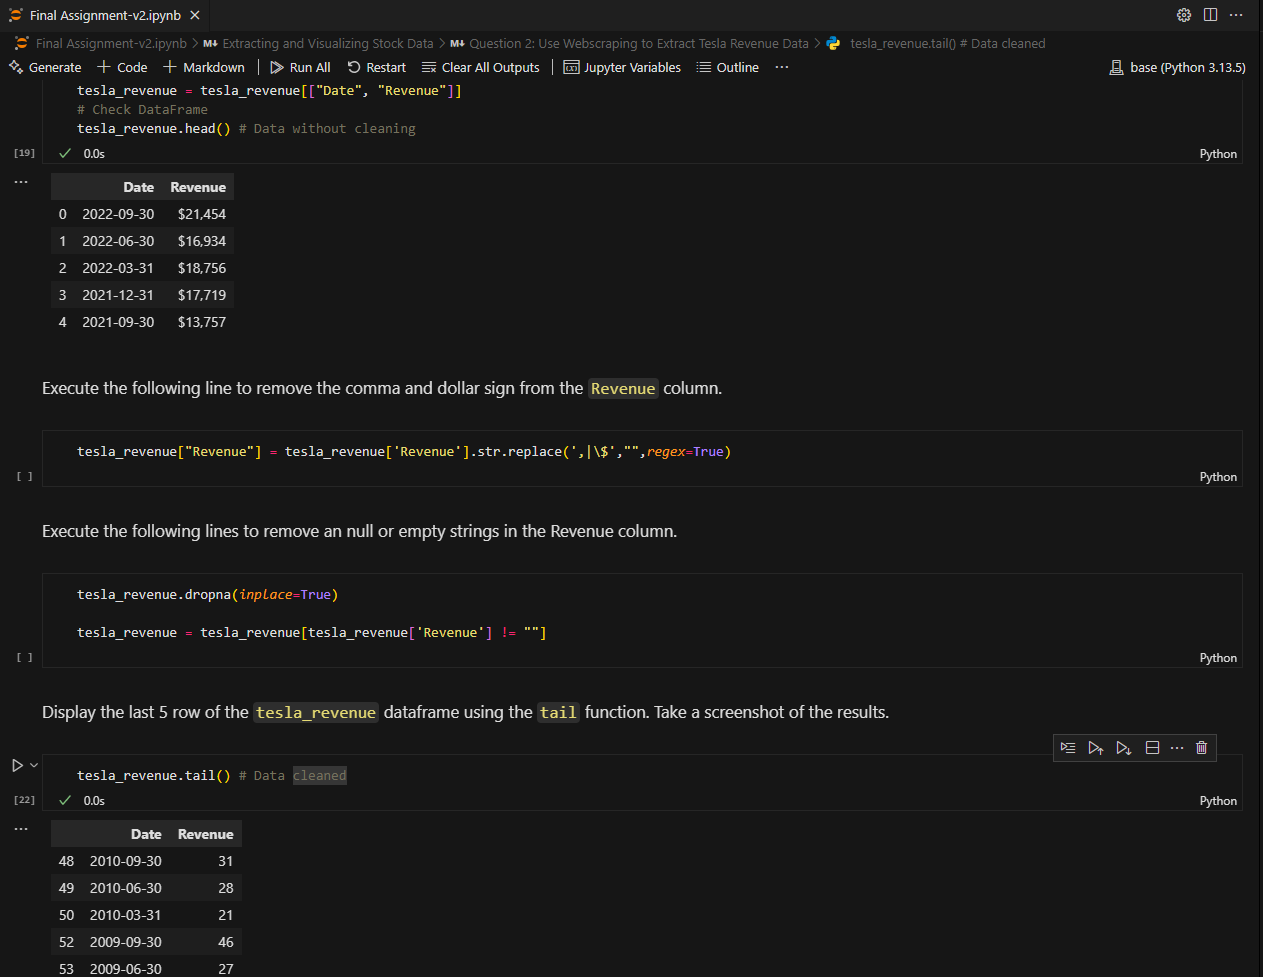 Final Assignment-v2.ipynb
Final Assignment-v2.ipynb > M↓ Extracting and Visualizing Stock Data > M↓ Question 2: Use Webscraping to Extract Tesla Revenue Data > tesla_revenue.tail() # Data cleaned
Generate + Code + Markdown | Run All Restart Clear All Outputs | Jupyter Variables Outline ... base (Python 3.13.5)
tesla_revenue = tesla_revenue[["Date", "Revenue"]]
# Check DataFrame
tesla_revenue.head() # Data without cleaning
[19] ✓ 0.0s Python
Date Revenue
0 2022-09-30 $21,454
1 2022-06-30 $16,934
2 2022-03-31 $18,756
3 2021-12-31 $17,719
4 2021-09-30 $13,757
Execute the following line to remove the comma and dollar sign from the Revenue column.
tesla_revenue["Revenue"] = tesla_revenue['Revenue'].str.replace(',|\$',"",regex=True)
[ ] Python
Execute the following lines to remove an null or empty strings in the Revenue column.
tesla_revenue.dropna(inplace=True)
tesla_revenue = tesla_revenue[tesla_revenue['Revenue'] != ""]
[ ] Python
Display the last 5 row of the tesla_revenue dataframe using the tail function. Take a screenshot of the results.
tesla_revenue.tail() # Data cleaned
[22] ✓ 0.0s Python
Date Revenue
48 2010-09-30 31
49 2010-06-30 28
50 2010-03-31 21
52 2009-09-30 46
53 2009-06-30 27